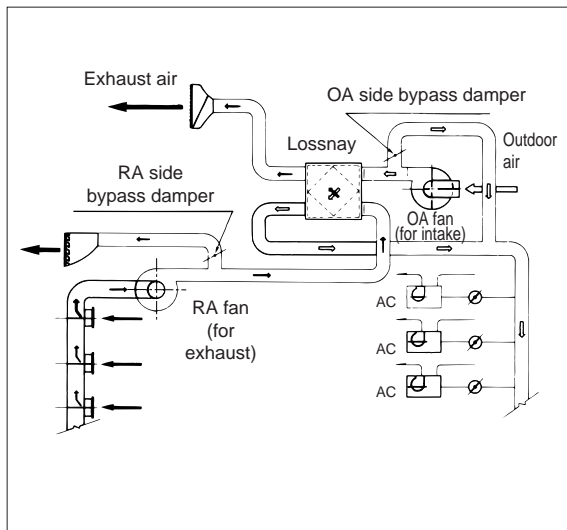 Exhaust air
OA side bypass damper
Lossnay
Outdoor
air
RA side
bypass damper
OA fan
(for intake)
RA fan
(for
exhaust)
AC
AC
AC